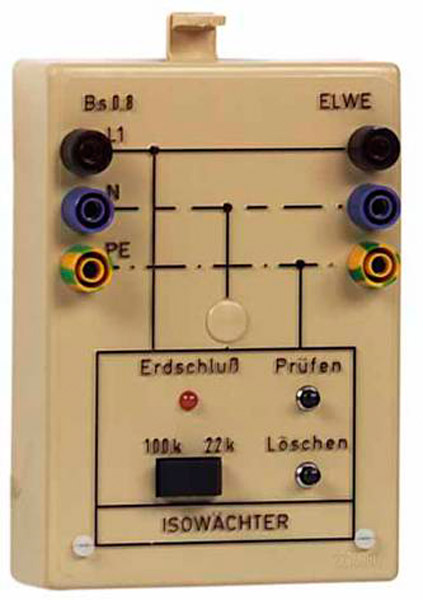 Bs 0.8 ELWE
L1
N
PE
Erdschluß Prüfen
100k 22k Löschen
ISOWÄCHTER